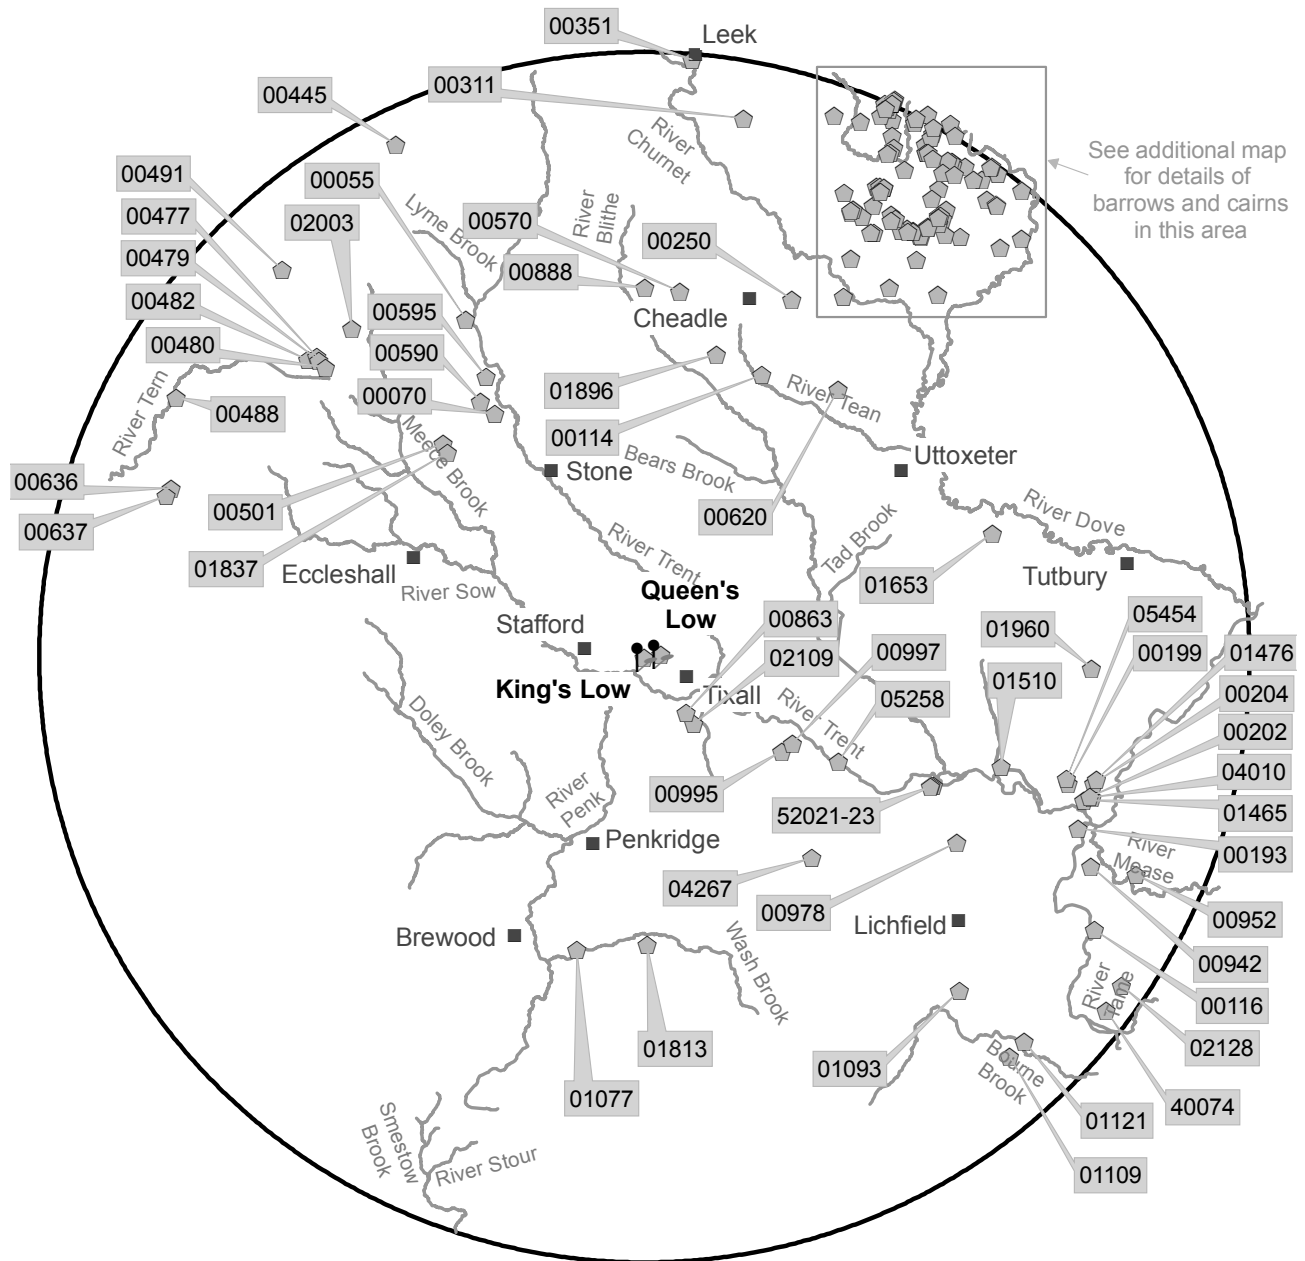 00351
Leek
00311
00445
River
Churnet
See additional map
for details of
barrows and cairns
in this area
00491
00055
00477
02003
Lyme Brook
00570
River
Blithe
00250
00479
00888
00482
00595
Cheadle
00480
00590
00070
01896
River Tean
River Tern
00488
00114
Meece Brook
Bears Brook
Uttoxeter
Stone
00636
00637
00501
00620
River Dove
01837
River Trent
Tad Brook
Eccleshall
River Sow
01653
Tutbury
Queen's
Low
Stafford
00863
05454
01960
00199
01476
02109
00997
King's Low
Tixall
01510
00204
05258
Doley Brook
River Trent
00202
04010
River
Penk
00995
52021-23
01465
Penkridge
00193
River
Mease
04267
00978
00952
Brewood
Lichfield
Wash Brook
00942
River
Tame
00116
01813
01093
02128
Bourne
Brook
01077
40074
01121
Smestow
Brook
River Stour
01109